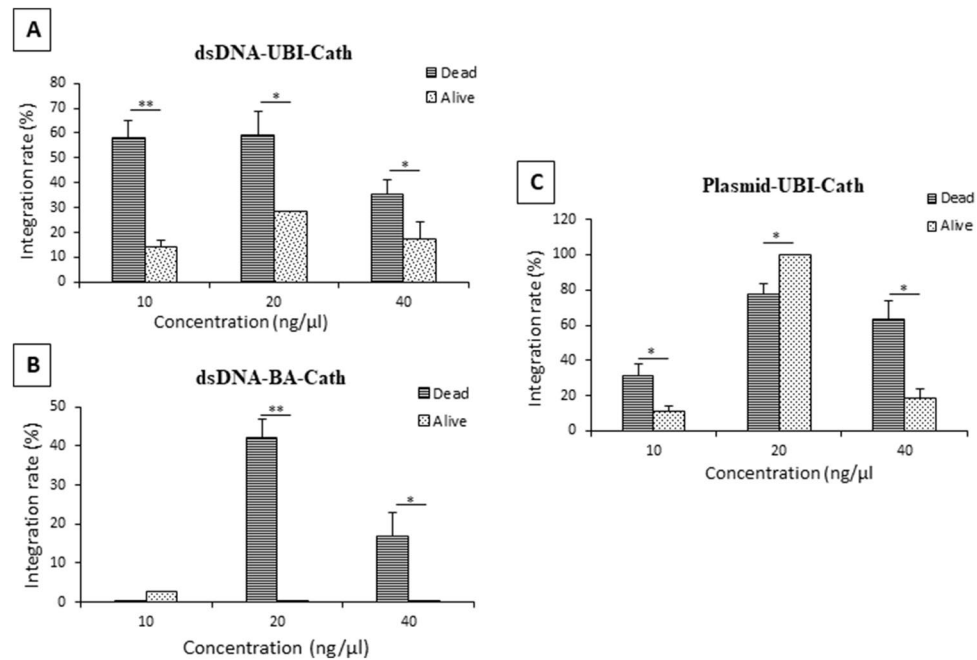 A
dsDNA-UBI-Cath
Dead
Alive
Integration rate (%)
80
70
60
50
40
30
20
10
0
**
*
*
10 20 40
Concentration (ng/µl)
B
dsDNA-BA-Cath
Dead
Alive
Integration rate (%)
50
40
30
20
10
0
**
*
10 20 40
Concentration (ng/µl)
C
Plasmid-UBI-Cath
Dead
Alive
Integration rate (%)
120
100
80
60
40
20
0
*
*
*
10 20 40
Concentration (ng/µl